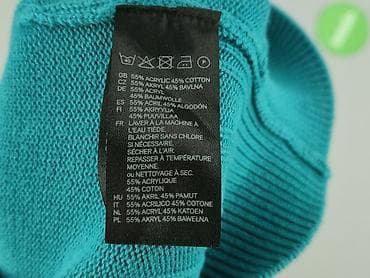 GB 55% ACRYLIC 45% COTTON
CZ 55% AKRYL 45% BAVLNA
DE 55% ACRYL
45% BAUMWOLLE
ES 55% ACRIL 45% ALGODÓN
FI 55% AKRYYLIA
45% PUUVILLAA
FR LAVER À LA MACHINE À
L'EAU TIÈDE.
BLANCHIR SANS CHLORE
SI NÉCESSAIRE.
SÉCHER À L'AIR.
REPASSER À TEMPÉRATURE
MOYENNE.
ou NETTOYAGE À SEC.
55% ACRYLIQUE
45% COTON
HU 55% AKRIL 45% PAMUT
IT 55% ACRILICO 45% COTONE
NL 55% ACRYL 45% KATOEN
PL 55% AKRYL 45% BAWEŁNA